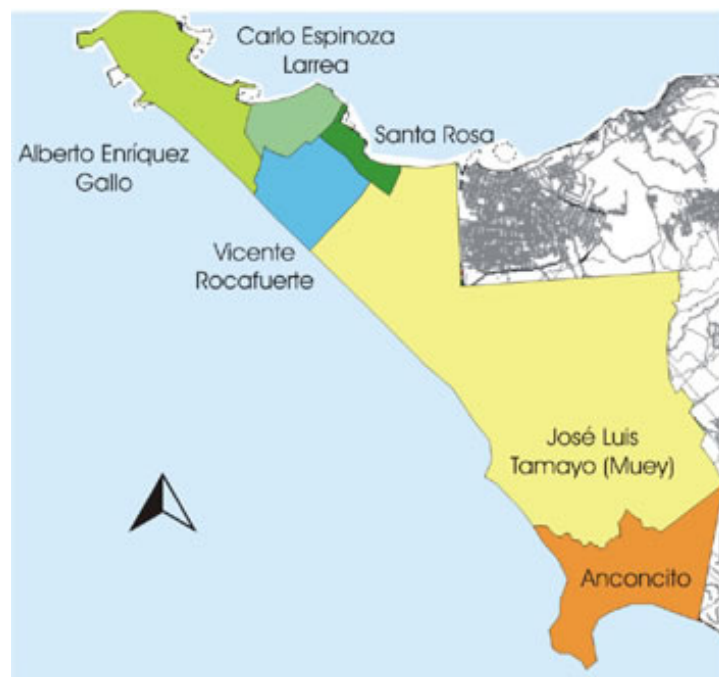 Carlo Espinoza
Larrea
Santa Rosa
Alberto Enríquez
Gallo
Vicente
Rocafuerte
José Luis
Tamayo (Muey)
Anconcito